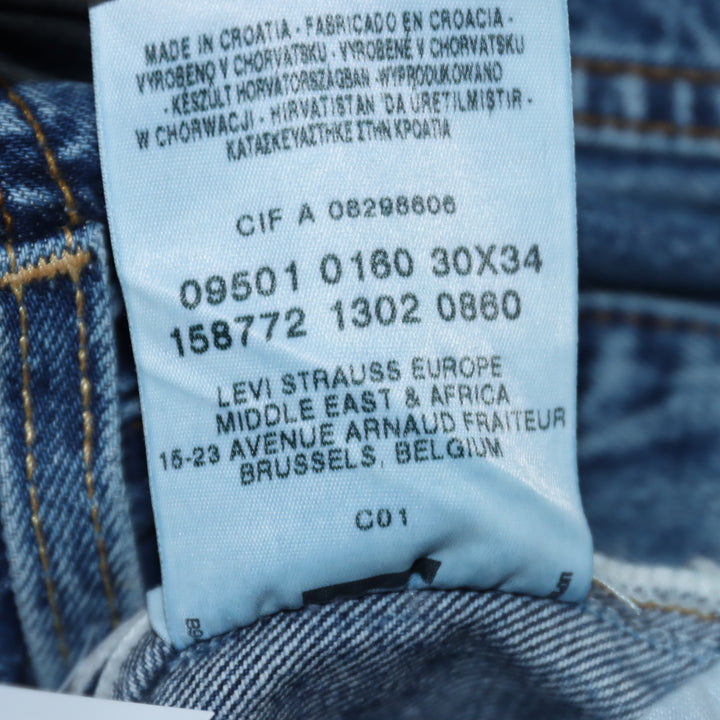 MADE IN CROATIA · FABRICADO EN CROACIA ·
VYROBENO V CHORVATSKU · VYROBENÉ V CHORVATSKU
· KÉSZÜLT HORVÁTORSZÁGBAN · WYPRODUKOWANO
W CHORWACJI · HIRVATISTAN 'DA ÜRETILMIŞTIR ·
ΚΑΤΑΣΚΕΥΑΣΤΗΚΕ ΣΤΗΝ ΚΡΟΑΤΙΑ
CIF A 08298606
09501 0160 30X34
158772 1302 0860
LEVI STRAUSS EUROPE
MIDDLE EAST & AFRICA
15-23 AVENUE ARNAUD FRAITEUR
BRUSSELS, BELGIUM
C01